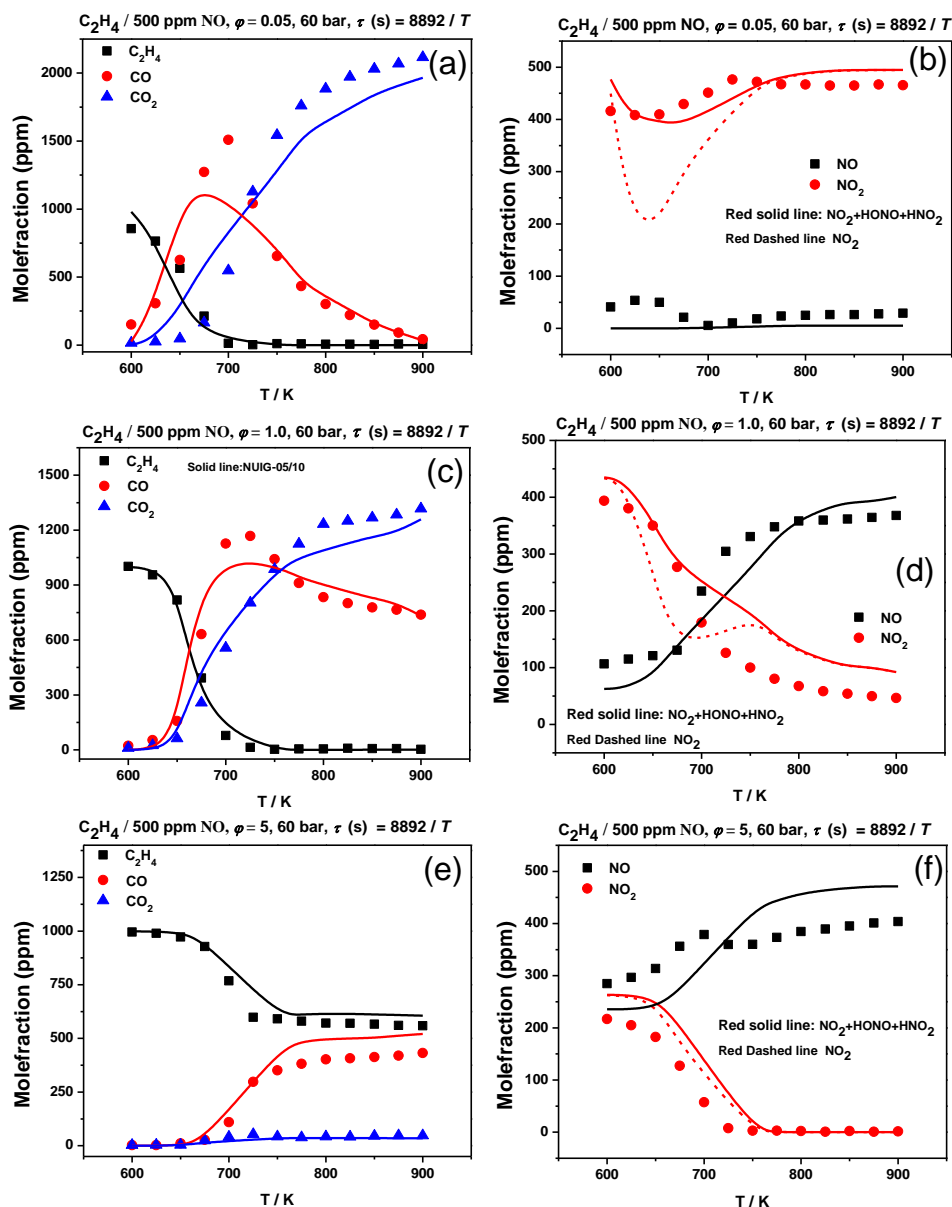 C₂H₄ / 500 ppm NO, φ = 0.05, 60 bar, τ (s) = 8892 / T
(a)
C₂H₄
CO
CO₂
2000
1500
1000
500
0
Molefraction (ppm)
600 700 800 900
T / K
C₂H₄ / 500 ppm NO, φ = 0.05, 60 bar, τ (s) = 8892 / T
(b)
500
400
300
200
100
0
Molefraction (ppm)
NO
NO₂
Red solid line: NO₂+HONO+HNO₂
Red Dashed line NO₂
600 700 800 900
T / K
C₂H₄ / 500 ppm NO, φ = 1.0, 60 bar, τ (s) = 8892 / T
(c)
C₂H₄
CO
CO₂
Solid line:NUIG-05/10
1500
1200
900
600
300
0
Molefraction (ppm)
600 700 800 900
T / K
C₂H₄ / 500 ppm NO, φ = 1.0, 60 bar, τ (s) = 8892 / T
(d)
500
400
300
200
100
0
Molefraction (ppm)
NO
NO₂
Red solid line: NO₂+HONO+HNO₂
Red Dashed line NO₂
600 700 800 900
T / K
C₂H₄ / 500 ppm NO, φ = 5, 60 bar, τ (s) = 8892 / T
(e)
C₂H₄
CO
CO₂
1250
1000
750
500
250
0
Molefraction (ppm)
600 700 800 900
T / K
C₂H₄ / 500 ppm NO, φ = 5, 60 bar, τ (s) = 8892 / T
(f)
NO
NO₂
500
400
300
200
100
0
Molefraction (ppm)
Red solid line: NO₂+HONO+HNO₂
Red Dashed line NO₂
600 700 800 900
T / K